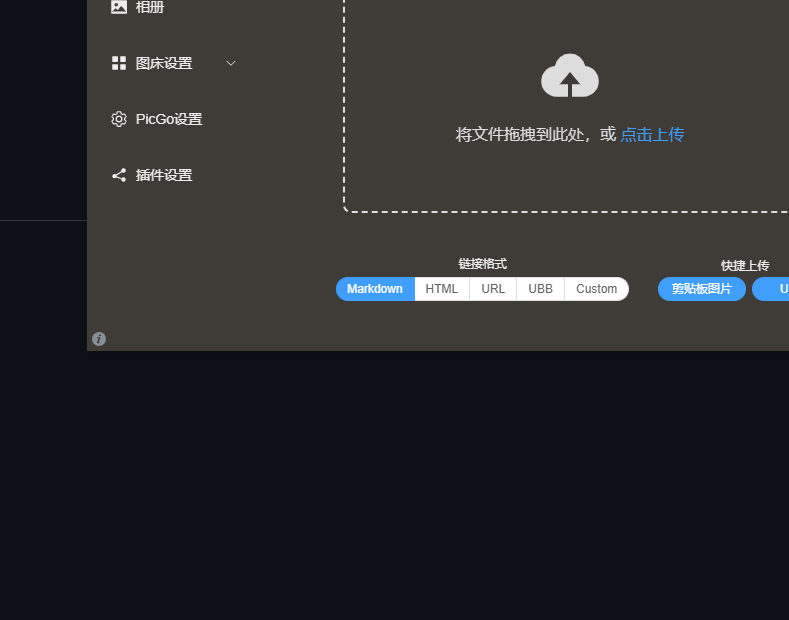 相册
图床设置
PicGo设置
插件设置
将文件拖拽到此处，或 点击上传
链接格式
Markdown HTML URL UBB Custom
快捷上传
剪贴板图片 U